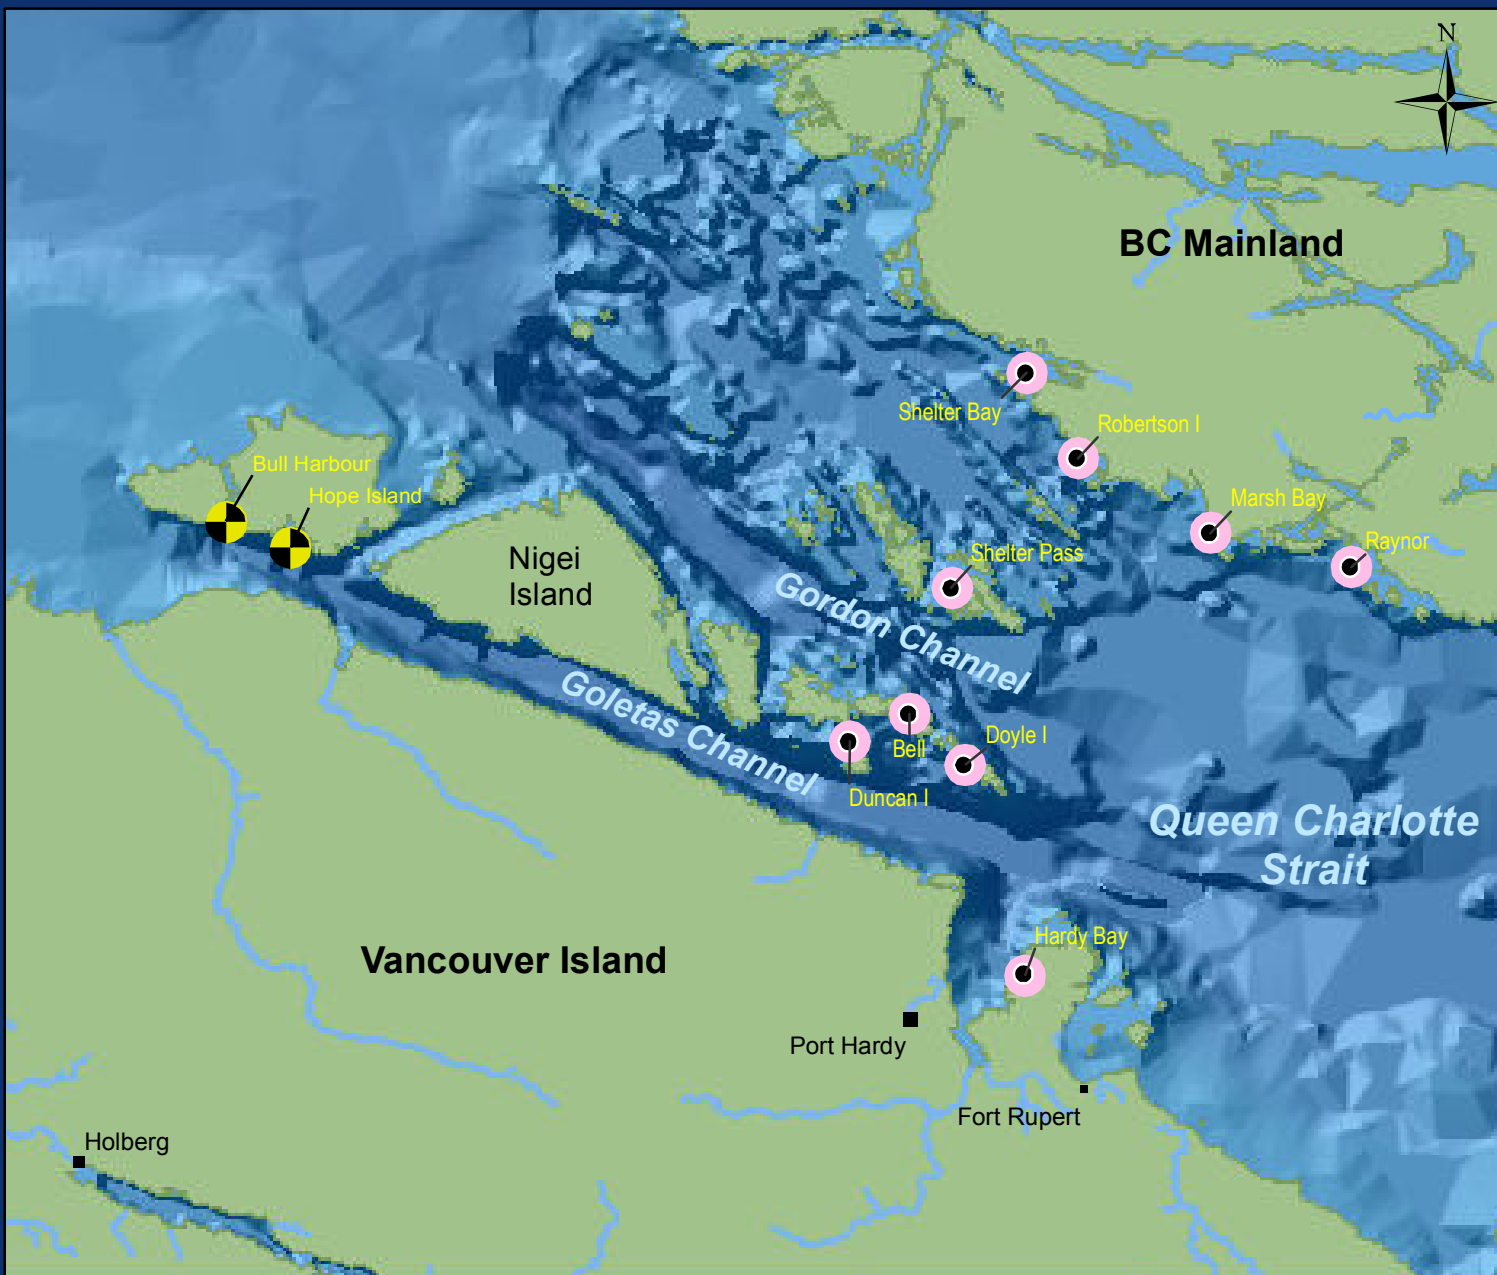 N
BC Mainland
Shelter Bay
Robertson I
Bull Harbour
Hope Island
Marsh Bay
Raynor
Nigei
Island
Shelter Pass
Gordon Channel
Goletas Channel
Bell
Doyle I
Duncan I
Queen Charlotte
Strait
Hardy Bay
Vancouver Island
Port Hardy
Fort Rupert
Holberg